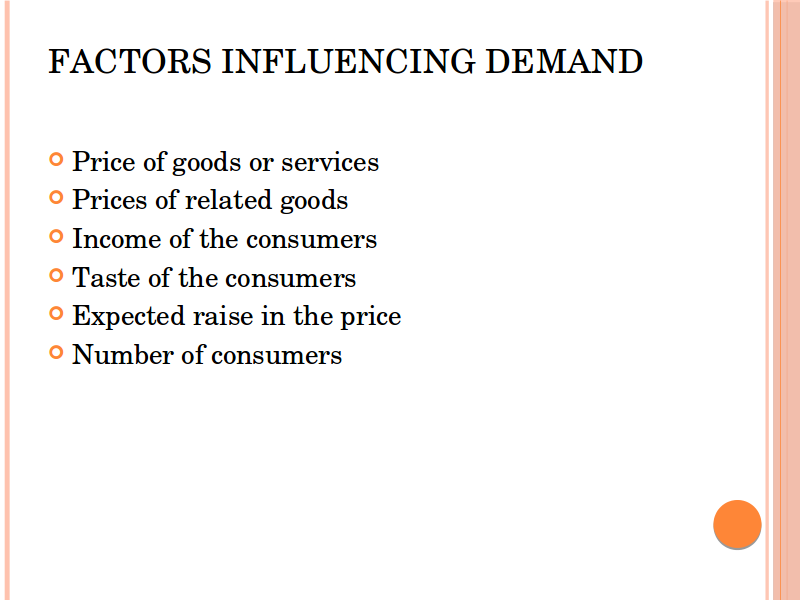 FACTORS INFLUENCING DEMAND
Price of goods or services
Prices of related goods
Income of the consumers
Taste of the consumers
Expected raise in the price
Number of consumers